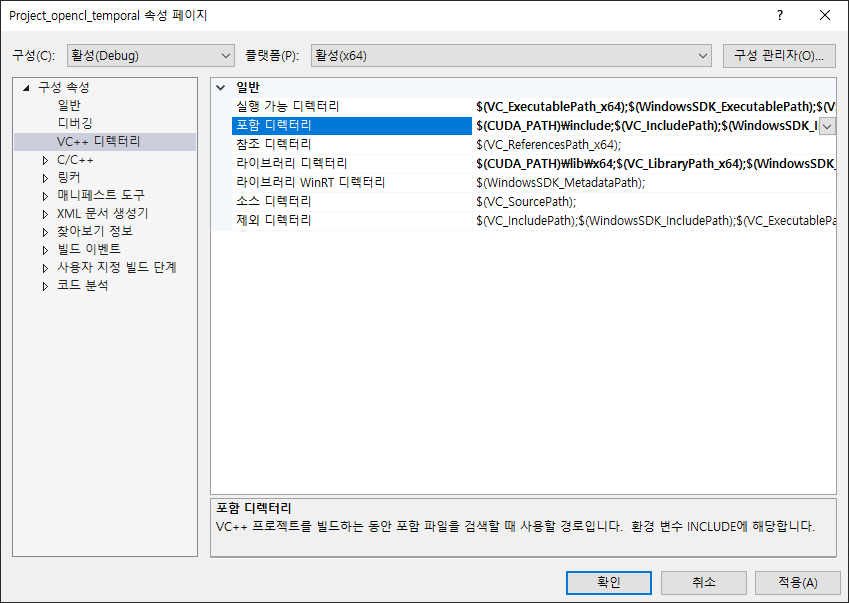 Project_opencl_temporal 속성 페이지
? ×
구성(C): 활성(Debug) 플랫폼(P): 활성(x64) 구성 관리자(O)...
구성 속성
일반
디버깅
VC++ 디렉터리
C/C++
링커
매니페스트 도구
XML 문서 생성기
찾아보기 정보
빌드 이벤트
사용자 지정 빌드 단계
코드 분석
일반
실행 가능 디렉터리 $(VC_ExecutablePath_x64);$(WindowsSDK_ExecutablePath);$(V
포함 디렉터리 $(CUDA_PATH)₩include;$(VC_IncludePath);$(WindowsSDK_I
참조 디렉터리 $(VC_ReferencesPath_x64);
라이브러리 디렉터리 $(CUDA_PATH)₩lib₩x64;$(VC_LibraryPath_x64);$(WindowsSDK_
라이브러리 WinRT 디렉터리 $(WindowsSDK_MetadataPath);
소스 디렉터리 $(VC_SourcePath);
제외 디렉터리 $(VC_IncludePath);$(WindowsSDK_IncludePath);$(VC_ExecutablePa
포함 디렉터리
VC++ 프로젝트를 빌드하는 동안 포함 파일을 검색할 때 사용할 경로입니다. 환경 변수 INCLUDE에 해당합니다.
확인 취소 적용(A)